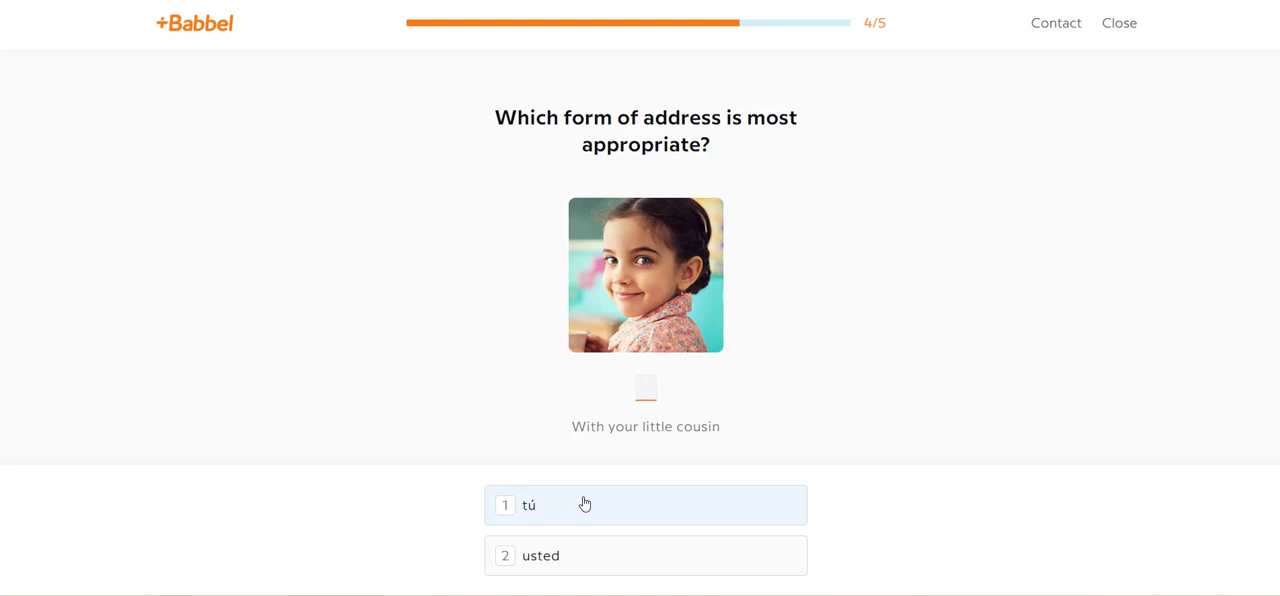 +Babbel
4/5
Contact
Close
Which form of address is most
appropriate?
With your little cousin
1 tú
2 usted